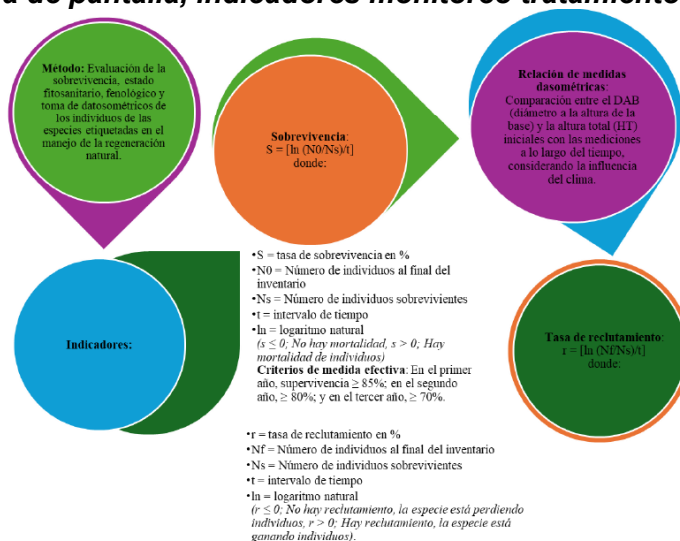 de pantalla, indicadores monitoreo tratamiento
Método: Evaluación de la
sobrevivencia, estado
fitosanitario, fenológico y
toma de datosométricos de
los individuos de las
especies etiquetadas en el
manejo de la regeneración
natural.
Sobrevivencia:
S = [ln (N0/Ns)/t]
donde:
Relación de medidas
dasométricas:
Comparación entre el DAB
(diámetro a la altura de la
base) y la altura total (HT)
iniciales con las mediciones
a lo largo del tiempo,
considerando la influencia
del clima.
Indicadores:
•S = tasa de sobrevivencia en %
•N0 = Número de individuos al final del
inventario
•Ns = Número de individuos sobrevivientes
•t = intervalo de tiempo
•ln = logaritmo natural
(s ≤ 0; No hay mortalidad, s > 0; Hay
mortalidad de individuos)
Criterios de medida efectiva: En el primer
año, supervivencia ≥ 85%; en el segundo
año, ≥ 80%; y en el tercer año, ≥ 70%.
Tasa de reclutamiento:
r = [ln (Nf/Ns)/t]
donde:
•r = tasa de reclutamiento en %
•Nf = Número de individuos al final del inventario
•Ns = Número de individuos sobrevivientes
•t = intervalo de tiempo
•ln = logaritmo natural
(r ≤ 0; No hay reclutamiento, la especie está perdiendo
individuos, r > 0; Hay reclutamiento, la especie está
ganando individuos).